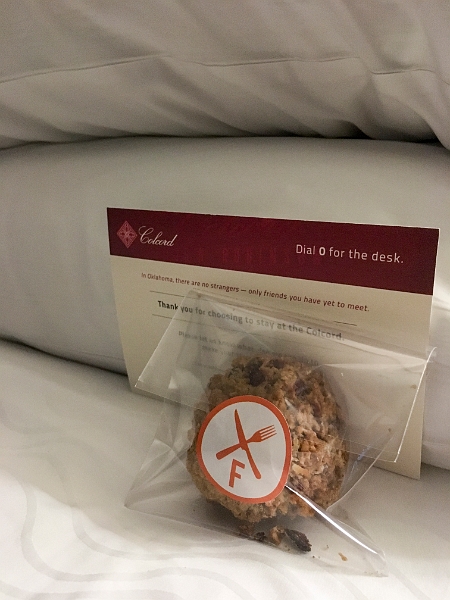 Colcord
Dial 0 for the desk.
In Oklahoma, there are no strangers — only friends you have yet to meet.
Thank you for choosing to stay at the Colcord.
F